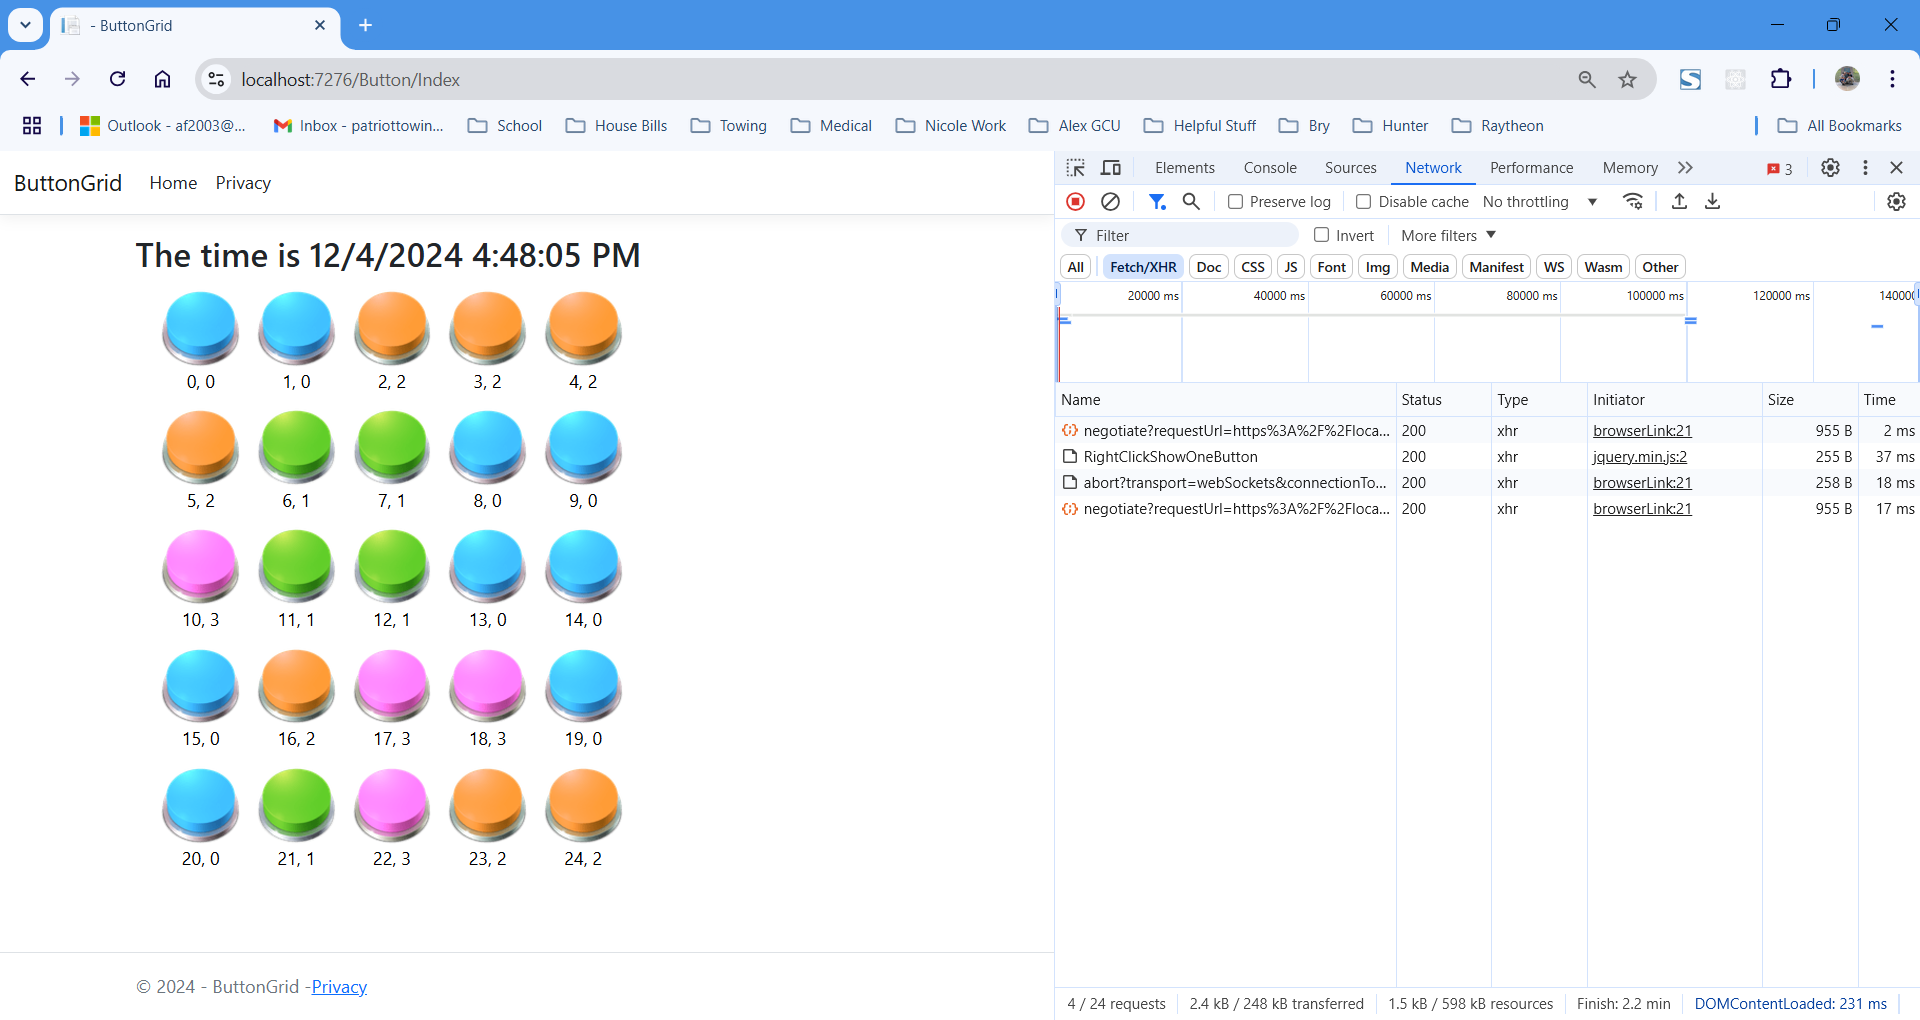 - ButtonGrid
localhost:7276/Button/Index
Outlook - af2003@... Inbox - patriottowin... School House Bills Towing Medical Nicole Work Alex GCU Helpful Stuff Bry Hunter Raytheon All Bookmarks
ButtonGrid Home Privacy
The time is 12/4/2024 4:48:05 PM
0, 0 1, 0 2, 2 3, 2 4, 2
5, 2 6, 1 7, 1 8, 0 9, 0
10, 3 11, 1 12, 1 13, 0 14, 0
15, 0 16, 2 17, 3 18, 3 19, 0
20, 0 21, 1 22, 3 23, 2 24, 2
© 2024 - ButtonGrid -Privacy
Elements Console Sources Network Performance Memory 3
Preserve log Disable cache No throttling
Filter Invert More filters
All Fetch/XHR Doc CSS JS Font Img Media Manifest WS Wasm Other
20000 ms 40000 ms 60000 ms 80000 ms 100000 ms 120000 ms 140000
Name Status Type Initiator Size Time
negotiate?requestUrl=https%3A%2F%2Floca... 200 xhr browserLink:21 955 B 2 ms
RightClickShowOneButton 200 xhr jquery.min.js:2 255 B 37 ms
abort?transport=webSockets&connectionTo... 200 xhr browserLink:21 258 B 18 ms
negotiate?requestUrl=https%3A%2F%2Floca... 200 xhr browserLink:21 955 B 17 ms
4 / 24 requests 2.4 kB / 248 kB transferred 1.5 kB / 598 kB resources Finish: 2.2 min DOMContentLoaded: 231 ms